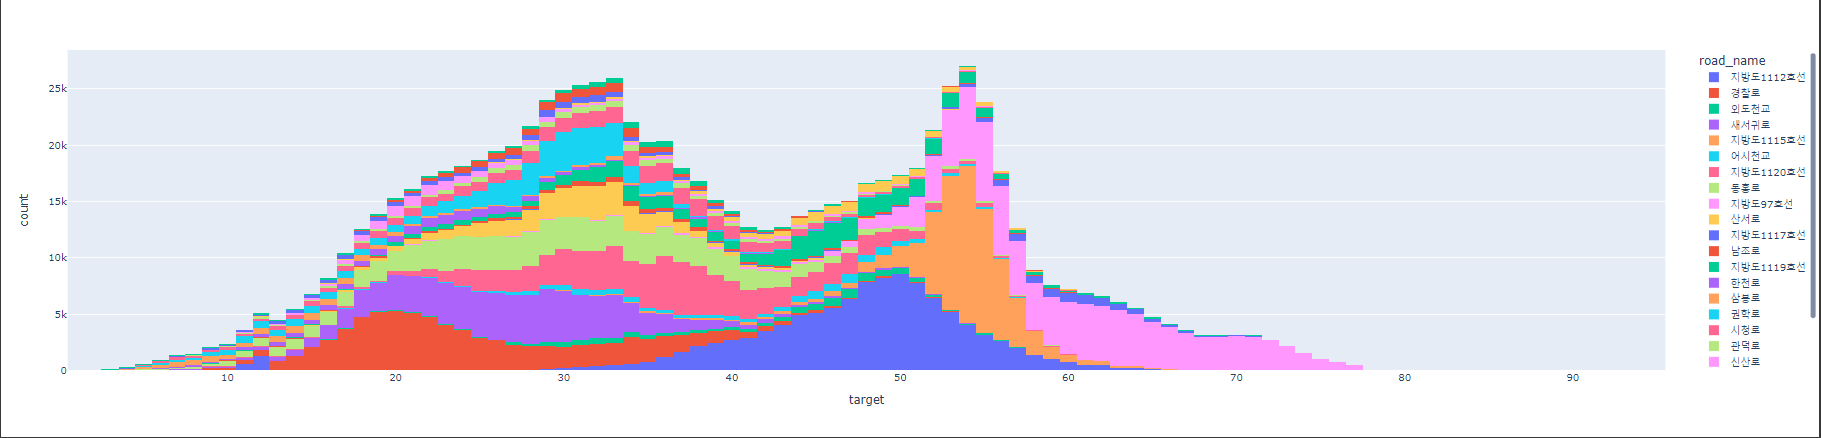 road_name
지방도1112호선
경찰로
외도천교
새서귀로
지방도1115호선
어시천교
지방도1120호선
동홍로
지방도97호선
산서로
지방도1117호선
남조로
지방도1119호선
한천로
삼봉로
권학로
시청로
관덕로
신산로
25k
20k
15k
10k
5k
0
count
10 20 30 40 50 60 70 80 90
target